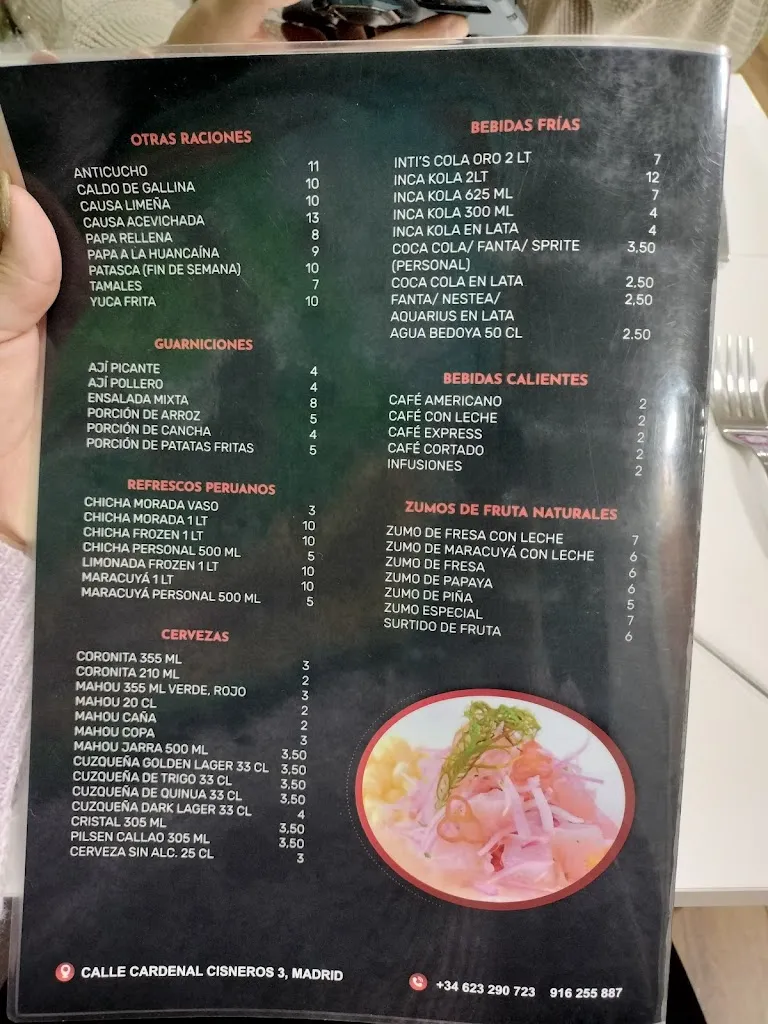 OTRAS RACIONES
ANTICUCHO 11
CALDO DE GALLINA 10
CAUSA LIMEÑA 10
CAUSA ACEVICHADA 13
PAPA RELLENA 8
PAPA A LA HUANCAÍNA 9
PATASCA (FIN DE SEMANA) 10
TAMALES 7
YUCA FRITA 10
GUARNICIONES
AJÍ PICANTE 4
AJÍ POLLERO 4
ENSALADA MIXTA 8
PORCIÓN DE ARROZ 5
PORCIÓN DE CANCHA 4
PORCIÓN DE PATATAS FRITAS 5
REFRESCOS PERUANOS
CHICHA MORADA VASO 3
CHICHA MORADA 1 LT 10
CHICHA FROZEN 1 LT 10
CHICHA PERSONAL 500 ML 5
LIMONADA FROZEN 1 LT 10
MARACUYÁ 1 LT 10
MARACUYÁ PERSONAL 500 ML 5
CERVEZAS
CORONITA 355 ML 3
CORONITA 210 ML 2
MAHOU 355 ML VERDE, ROJO 3
MAHOU 20 CL 2
MAHOU CAÑA 2
MAHOU COPA 3
MAHOU JARRA 500 ML 3,50
CUZQUEÑA GOLDEN LAGER 33 CL 3,50
CUZQUEÑA DE TRIGO 33 CL 3,50
CUZQUEÑA DE QUINUA 33 CL 3,50
CUZQUEÑA DARK LAGER 33 CL 4
CRISTAL 305 ML 3,50
PILSEN CALLAO 305 ML 3,50
CERVEZA SIN ALC. 25 CL 3
BEBIDAS FRÍAS
INTI'S COLA ORO 2 LT 7
INCA KOLA 2LT 12
INCA KOLA 625 ML 7
INCA KOLA 300 ML 4
INCA KOLA EN LATA 4
COCA COLA/ FANTA/ SPRITE 3,50
(PERSONAL)
COCA COLA EN LATA 2,50
FANTA/ NESTEA/ 2,50
AQUARIUS EN LATA
AGUA BEDOYA 50 CL 2,50
BEBIDAS CALIENTES
CAFÉ AMERICANO 2
CAFÉ CON LECHE 2
CAFÉ EXPRESS 2
CAFÉ CORTADO 2
INFUSIONES 2
ZUMOS DE FRUTA NATURALES
ZUMO DE FRESA CON LECHE 7
ZUMO DE MARACUYÁ CON LECHE 6
ZUMO DE FRESA 6
ZUMO DE PAPAYA 6
ZUMO DE PIÑA 5
ZUMO ESPECIAL 7
SURTIDO DE FRUTA 6
CALLE CARDENAL CISNEROS 3, MADRID
+34 623 290 723 916 255 887